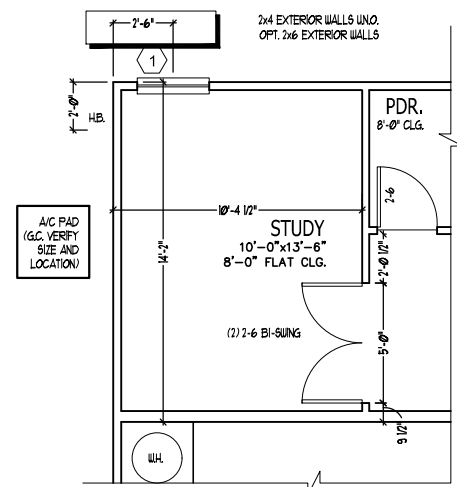 2'-6"
2x4 EXTERIOR WALLS U.N.O.
OPT. 2x6 EXTERIOR WALLS
1
2'-0"
H.B.
PDR.
8'-0" CLG.
2-6
A/C PAD
(G.C. VERIFY
SIZE AND
LOCATION)
10'-4 1/2"
14'-2"
STUDY
10'-0"x13'-6"
8'-0" FLAT CLG.
2'-0 1/2"
(2) 2-6 BI-SWING
5'-0"
9 1/2"
W.H.